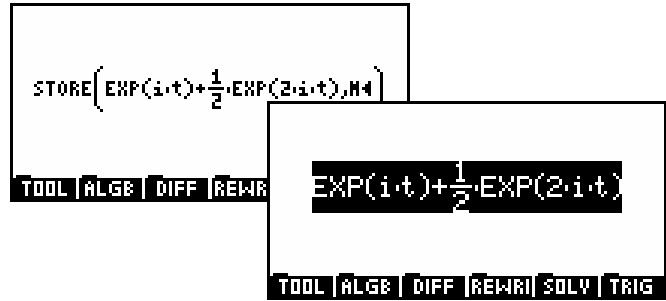 STORE(EXP(i·t)+1/2·EXP(2·i·t),M◀)
TOOL ALGB DIFF REWR
EXP(i·t)+1/2·EXP(2·i·t)
TOOL ALGB DIFF REWRI SOLV TRIG